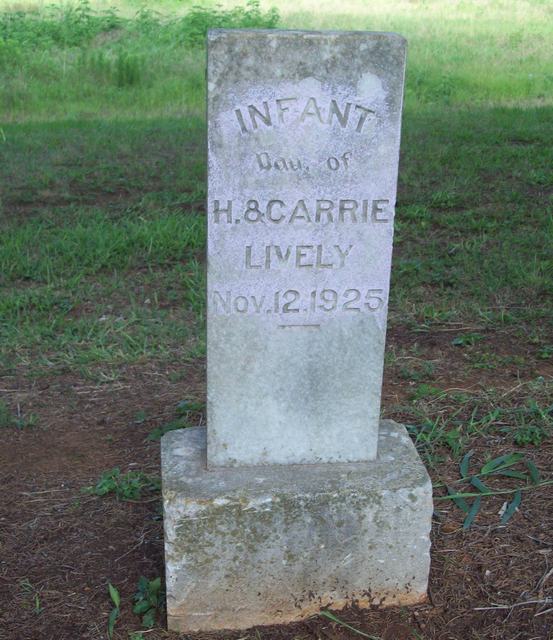 INFANT
Dau. of
H.&CARRIE
LIVELY
Nov.12.1925